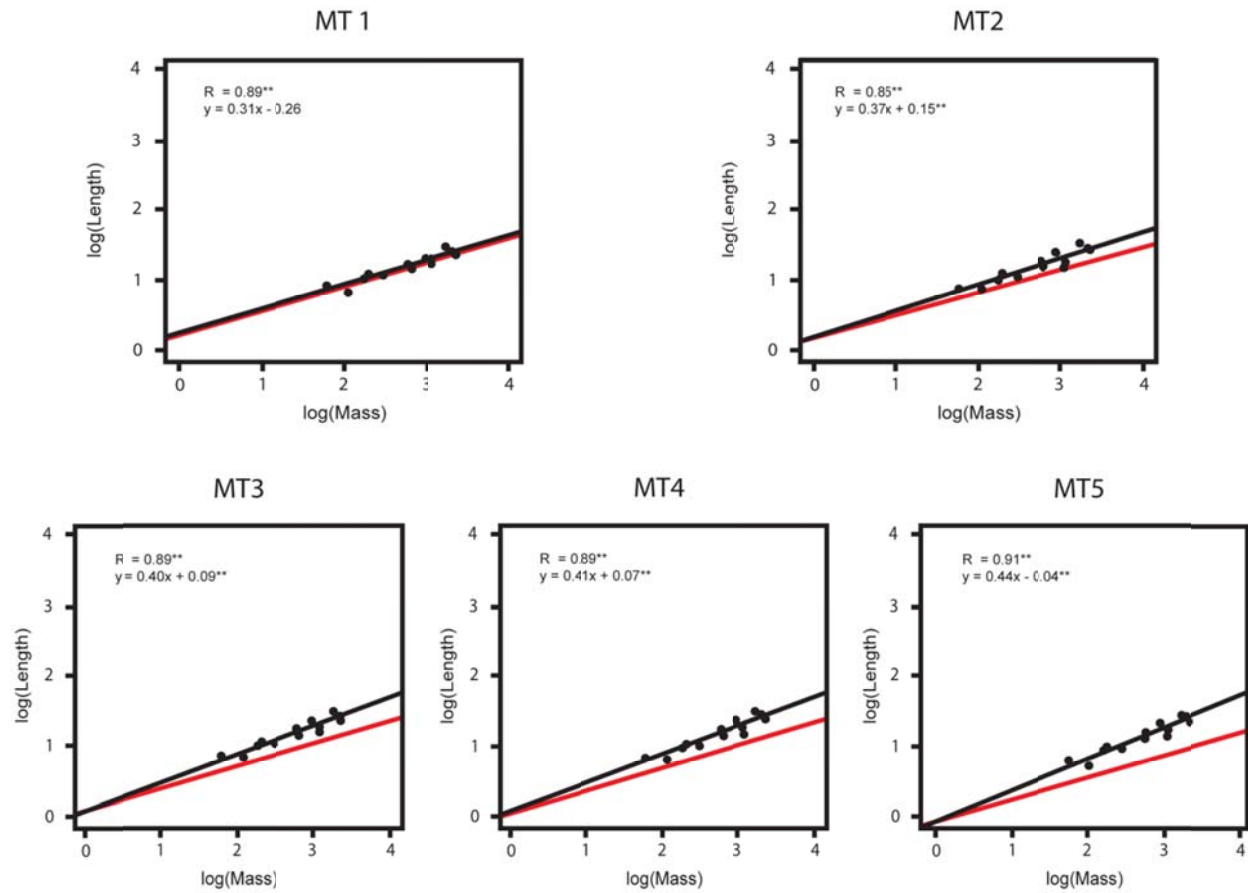 MT 1
4
3
2
1
0
0
1
2
3
4
log(Length)
log(Mass)
R = 0.89**
y = 0.31x - 0.26
MT2
4
3
2
1
0
0
1
2
3
4
log(Length)
log(Mass)
R = 0.85**
y = 0.37x + 0.15**
MT3
4
3
2
1
0
0
1
2
3
4
log(Length)
log(Mass)
R = 0.89**
y = 0.40x + 0.09**
MT4
4
3
2
1
0
0
1
2
3
4
log(Length)
log(Mass)
R = 0.89**
y = 0.41x + 0.07**
MT5
4
3
2
1
0
0
1
2
3
4
log(Length)
log(Mass)
R = 0.91**
y = 0.44x - 0.04**